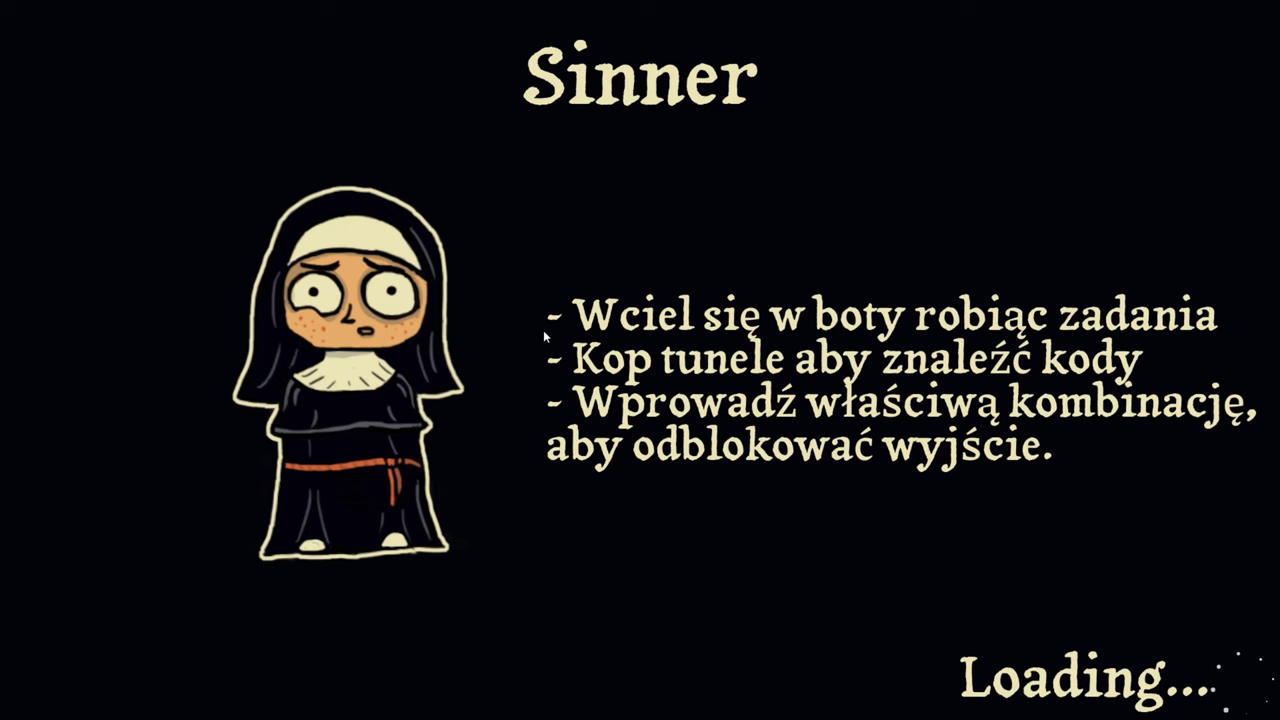 Sinner
- Wciel się w boty robiąc zadania
- Kop tunele aby znaleźć kody
- Wprowadź właściwą kombinację,
aby odblokować wyjście.
Loading...